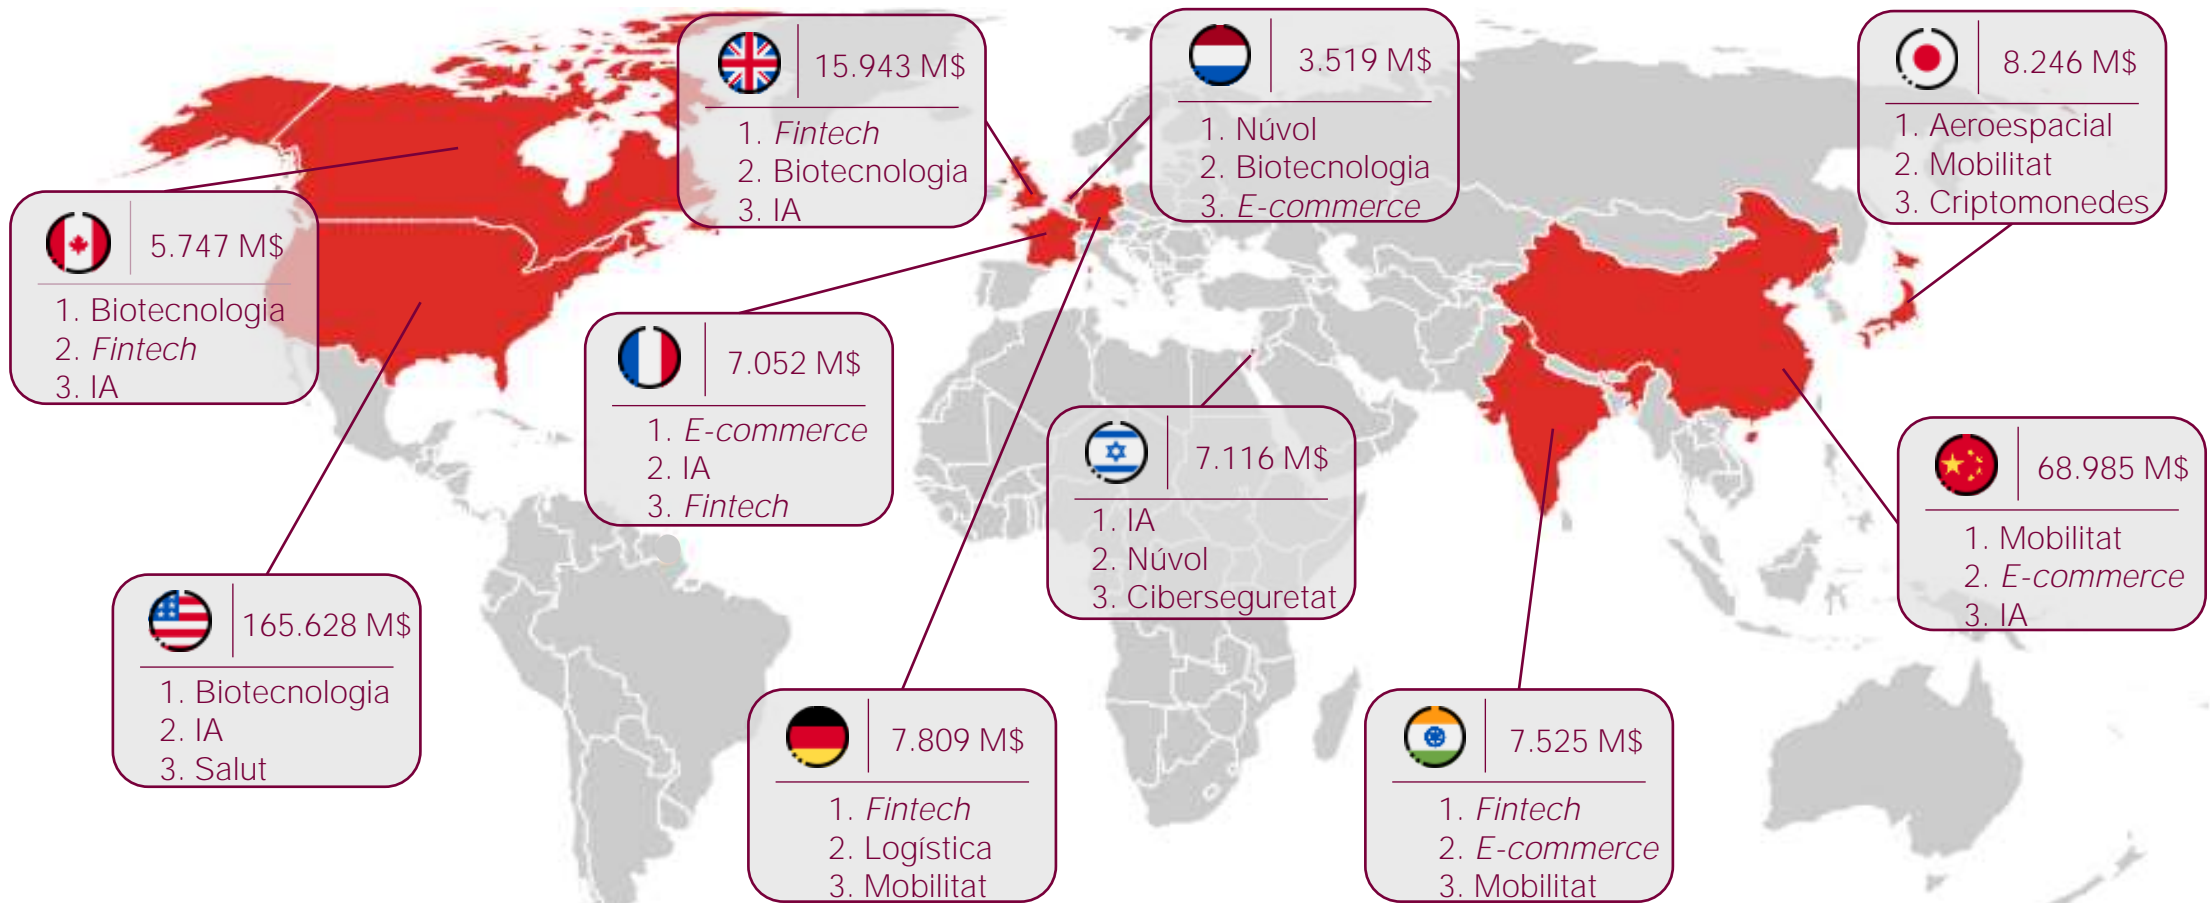 15.943 M$
1. Fintech
2. Biotecnologia
3. IA
3.519 M$
1. Núvol
2. Biotecnologia
3. E-commerce
8.246 M$
1. Aeroespacial
2. Mobilitat
3. Criptomonedes
5.747 M$
1. Biotecnologia
2. Fintech
3. IA
7.052 M$
1. E-commerce
2. IA
3. Fintech
7.116 M$
1. IA
2. Núvol
3. Ciberseguretat
68.985 M$
1. Mobilitat
2. E-commerce
3. IA
165.628 M$
1. Biotecnologia
2. IA
3. Salut
7.809 M$
1. Fintech
2. Logística
3. Mobilitat
7.525 M$
1. Fintech
2. E-commerce
3. Mobilitat